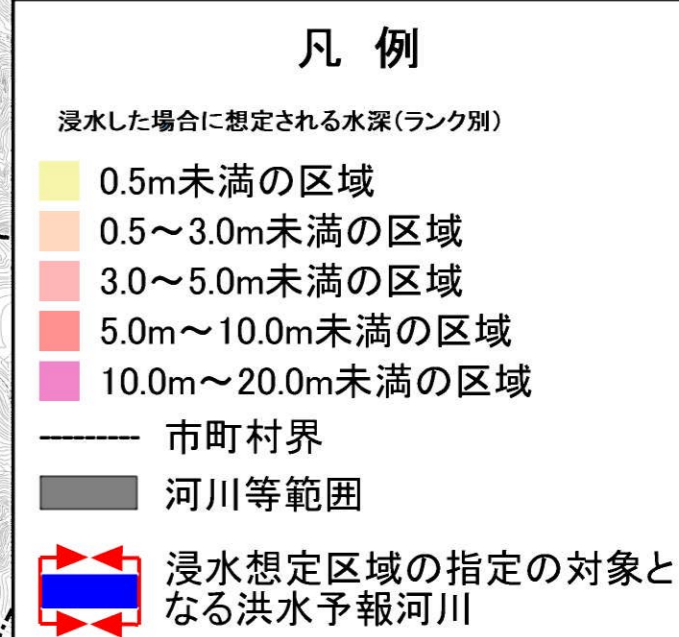 凡 例
浸水した場合に想定される水深(ランク別)
0.5m未満の区域
0.5～3.0m未満の区域
3.0～5.0m未満の区域
5.0m～10.0m未満の区域
10.0m～20.0m未満の区域
市町村界
河川等範囲
浸水想定区域の指定の対象と
なる洪水予報河川